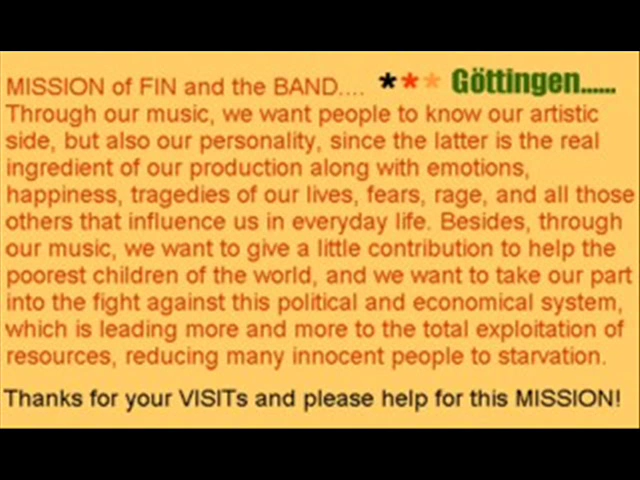 MISSION of FIN and the BAND.... *** Göttingen......
Through our music, we want people to know our artistic
side, but also our personality, since the latter is the real
ingredient of our production along with emotions,
happiness, tragedies of our lives, fears, rage, and all those
others that influence us in everyday life. Besides, through
our music, we want to give a little contribution to help the
poorest children of the world, and we want to take our part
into the fight against this political and economical system,
which is leading more and more to the total exploitation of
resources, reducing many innocent people to starvation.
Thanks for your VISITs and please help for this MISSION!